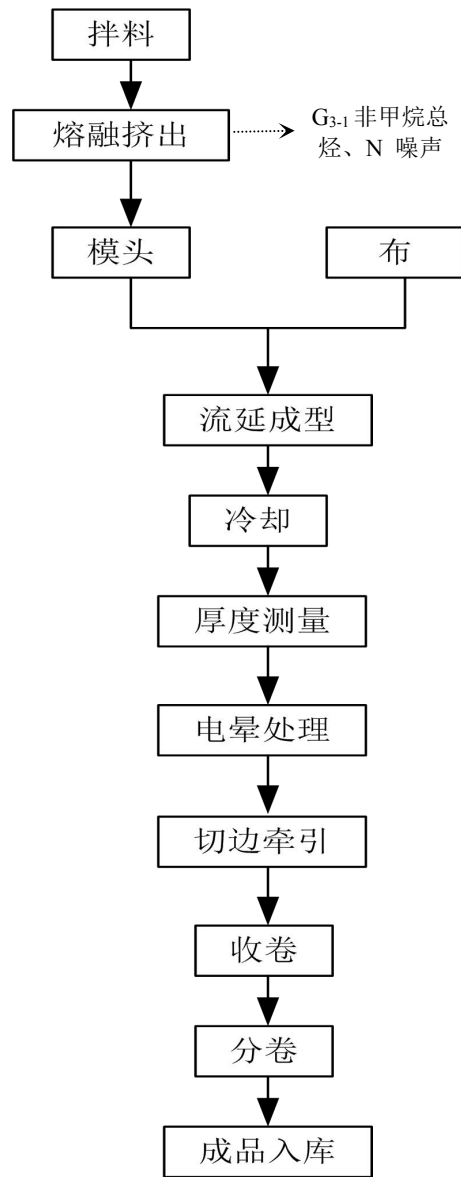 拌料
熔融挤出
G3-1 非甲烷总
烃、N 噪声
模头
布
流延成型
冷却
厚度测量
电晕处理
切边牵引
收卷
分卷
成品入库